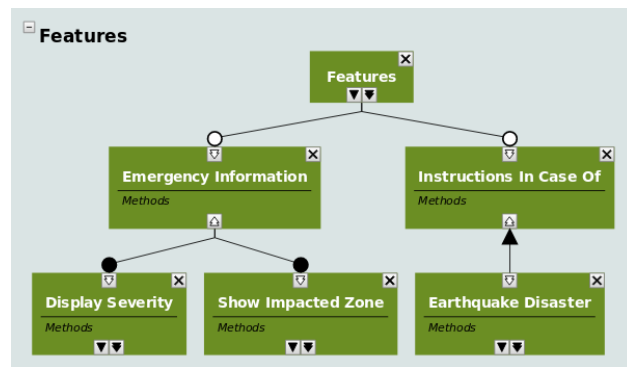 Features
Features
Emergency Information
Methods
Instructions In Case Of
Methods
Display Severity
Methods
Show Impacted Zone
Methods
Earthquake Disaster
Methods